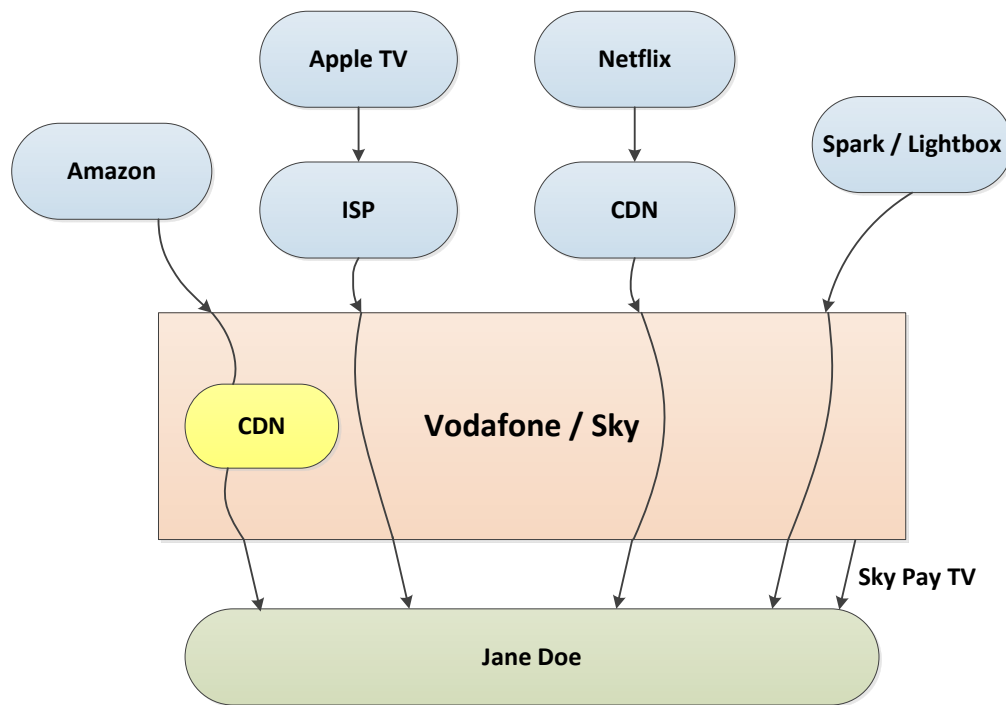 Apple TV
Netflix
Amazon
Spark / Lightbox
ISP
CDN
CDN
Vodafone / Sky
Sky Pay TV
Jane Doe